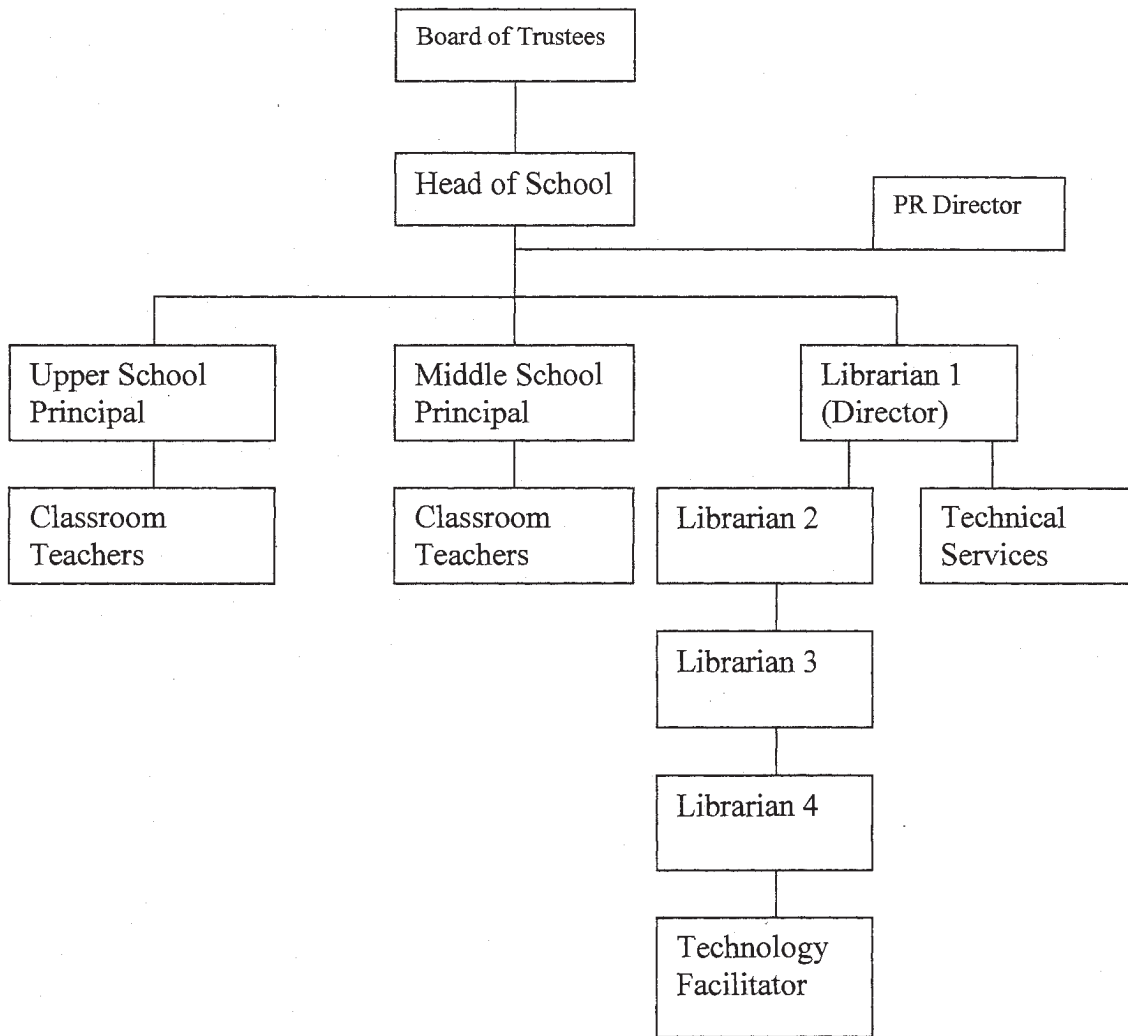 Board of Trustees
Head of School
PR Director
Upper School
Principal
Middle School
Principal
Librarian 1
(Director)
Classroom
Teachers
Classroom
Teachers
Librarian 2
Technical
Services
Librarian 3
Librarian 4
Technology
Facilitator